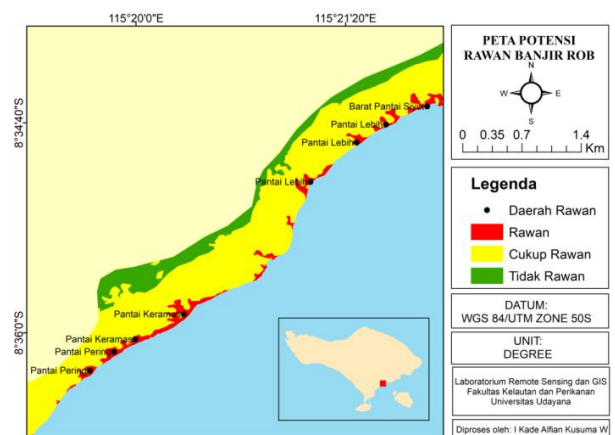 115°20'0"E
115°21'20"E
8°34'40"S
8°36'0"S
Barat Pantai Siyut
Pantai Lebih
Pantai Lebih
Pantai Lebih
Pantai Keramas
Pantai Keramas
Pantai Pering
Pantai Pering
PETA POTENSI
RAWAN BANJIR ROB
N
W
E
S
0 0.35 0.7 1.4
Km
Legenda
Daerah Rawan
Rawan
Cukup Rawan
Tidak Rawan
DATUM:
WGS 84/UTM ZONE 50S
UNIT:
DEGREE
Laboratorium Remote Sensing dan GIS
Fakultas Kelautan dan Perikanan
Universitas Udayana
Diproses oleh: I Kade Alfian Kusuma W